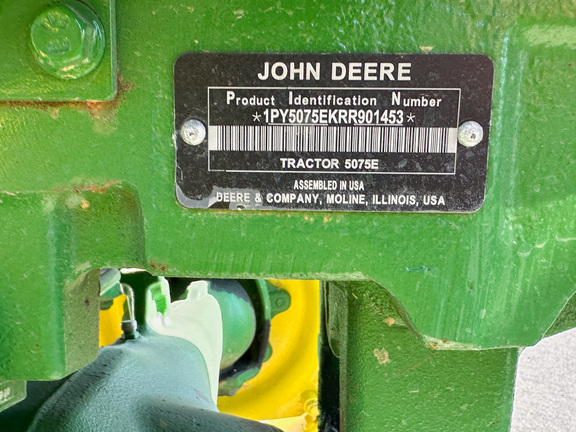 JOHN DEERE
Product Identification Number
*1PY5075EKRR901453*
TRACTOR 5075E
ASSEMBLED IN USA
DEERE & COMPANY, MOLINE, ILLINOIS, USA